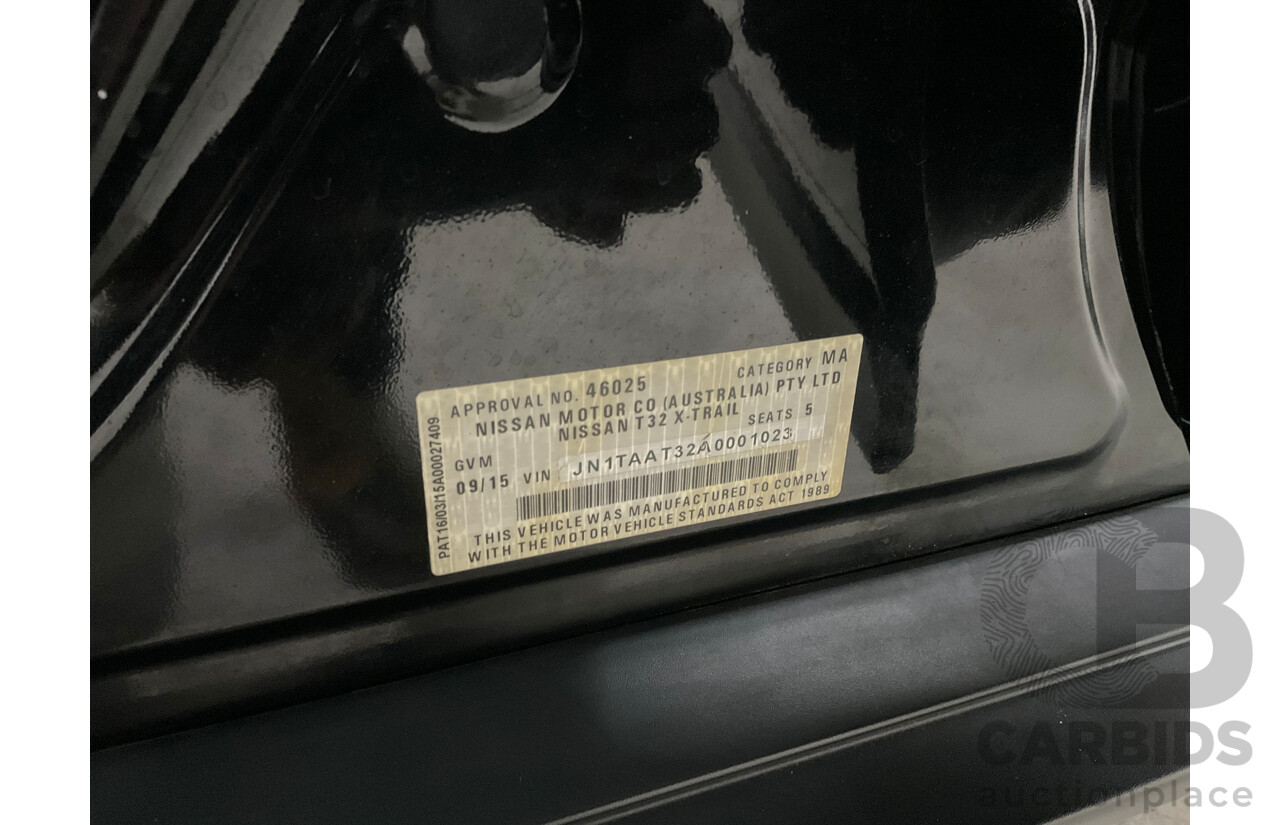 APPROVAL NO. 46025 CATEGORY MA
NISSAN MOTOR CO (AUSTRALIA) PTY LTD
NISSAN T32 X-TRAIL
SEATS 5
GVM
09/15 VIN JN1TAAT32A0001023
THIS VEHICLE WAS MANUFACTURED TO COMPLY
WITH THE MOTOR VEHICLE STANDARDS ACT 1989
PAT16/03/15A00027409
CB
CARBIDS
auctionplace